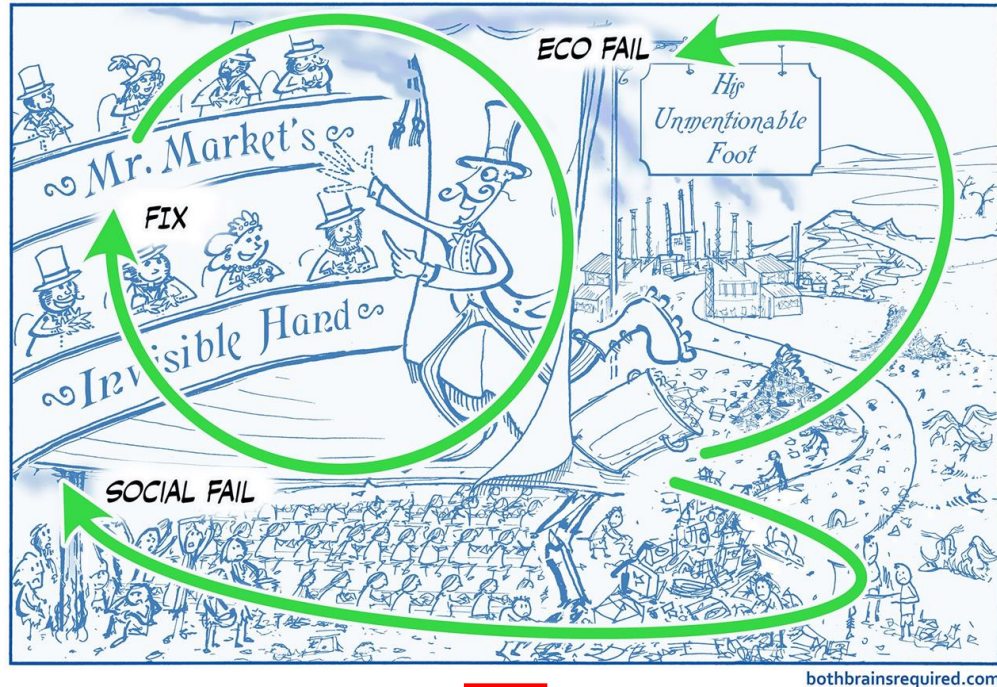 ECO FAIL
His
Unmentionable
Foot
Mr. Market's
FIX
Invisible Hand
SOCIAL FAIL
bothbrainsrequired.com